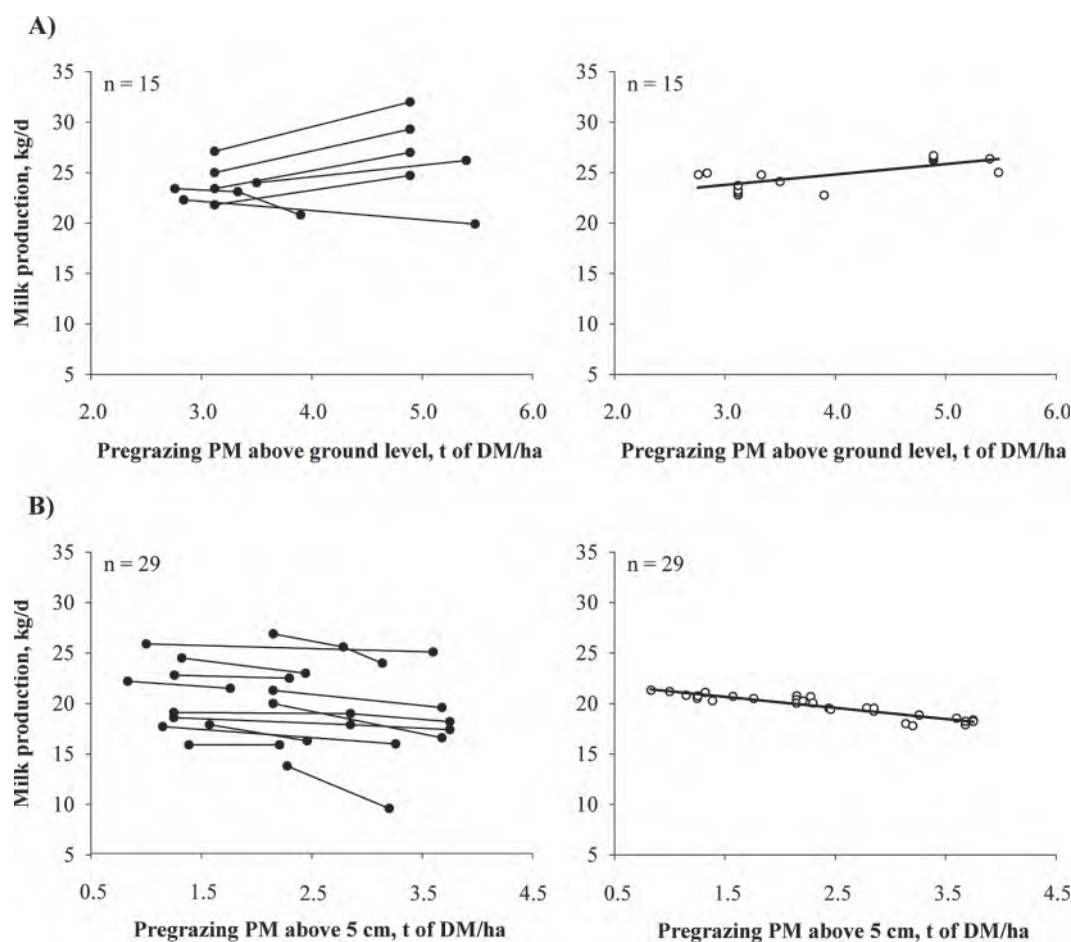 A)
n = 15
35
30
25
20
15
10
5
Milk production, kg/d
2.0 3.0 4.0 5.0 6.0
Pregrazing PM above ground level, t of DM/ha
n = 15
35
30
25
20
15
10
5
2.0 3.0 4.0 5.0 6.0
Pregrazing PM above ground level, t of DM/ha
B)
n = 29
35
30
25
20
15
10
5
Milk production, kg/d
0.5 1.5 2.5 3.5 4.5
Pregrazing PM above 5 cm, t of DM/ha
n = 29
35
30
25
20
15
10
5
0.5 1.5 2.5 3.5 4.5
Pregrazing PM above 5 cm, t of DM/ha